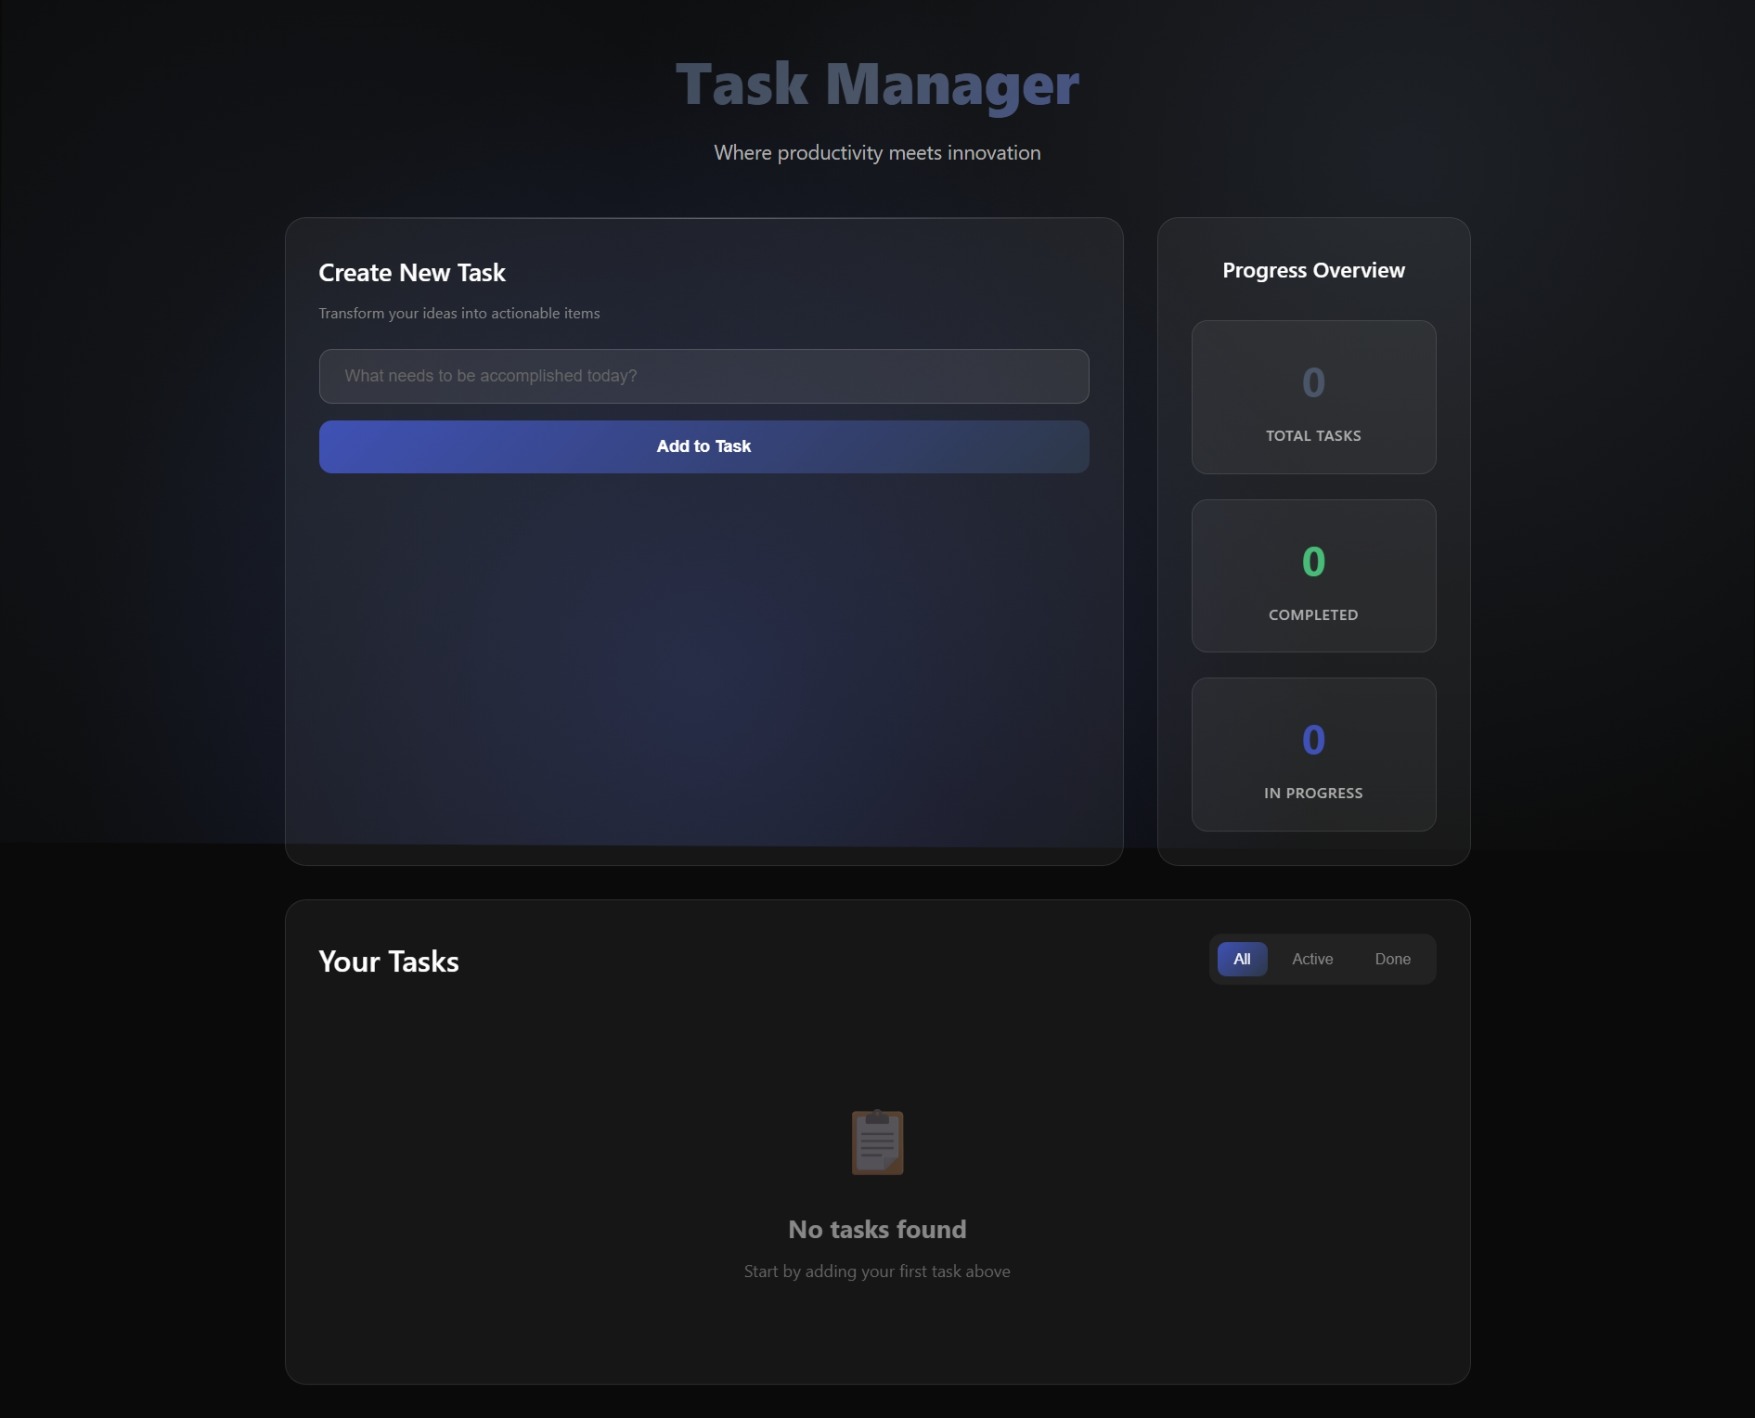 Task Manager
Where productivity meets innovation
Create New Task
Transform your ideas into actionable items
What needs to be accomplished today?
Add to Task
Progress Overview
0
TOTAL TASKS
0
COMPLETED
0
IN PROGRESS
Your Tasks
All Active Done
No tasks found
Start by adding your first task above